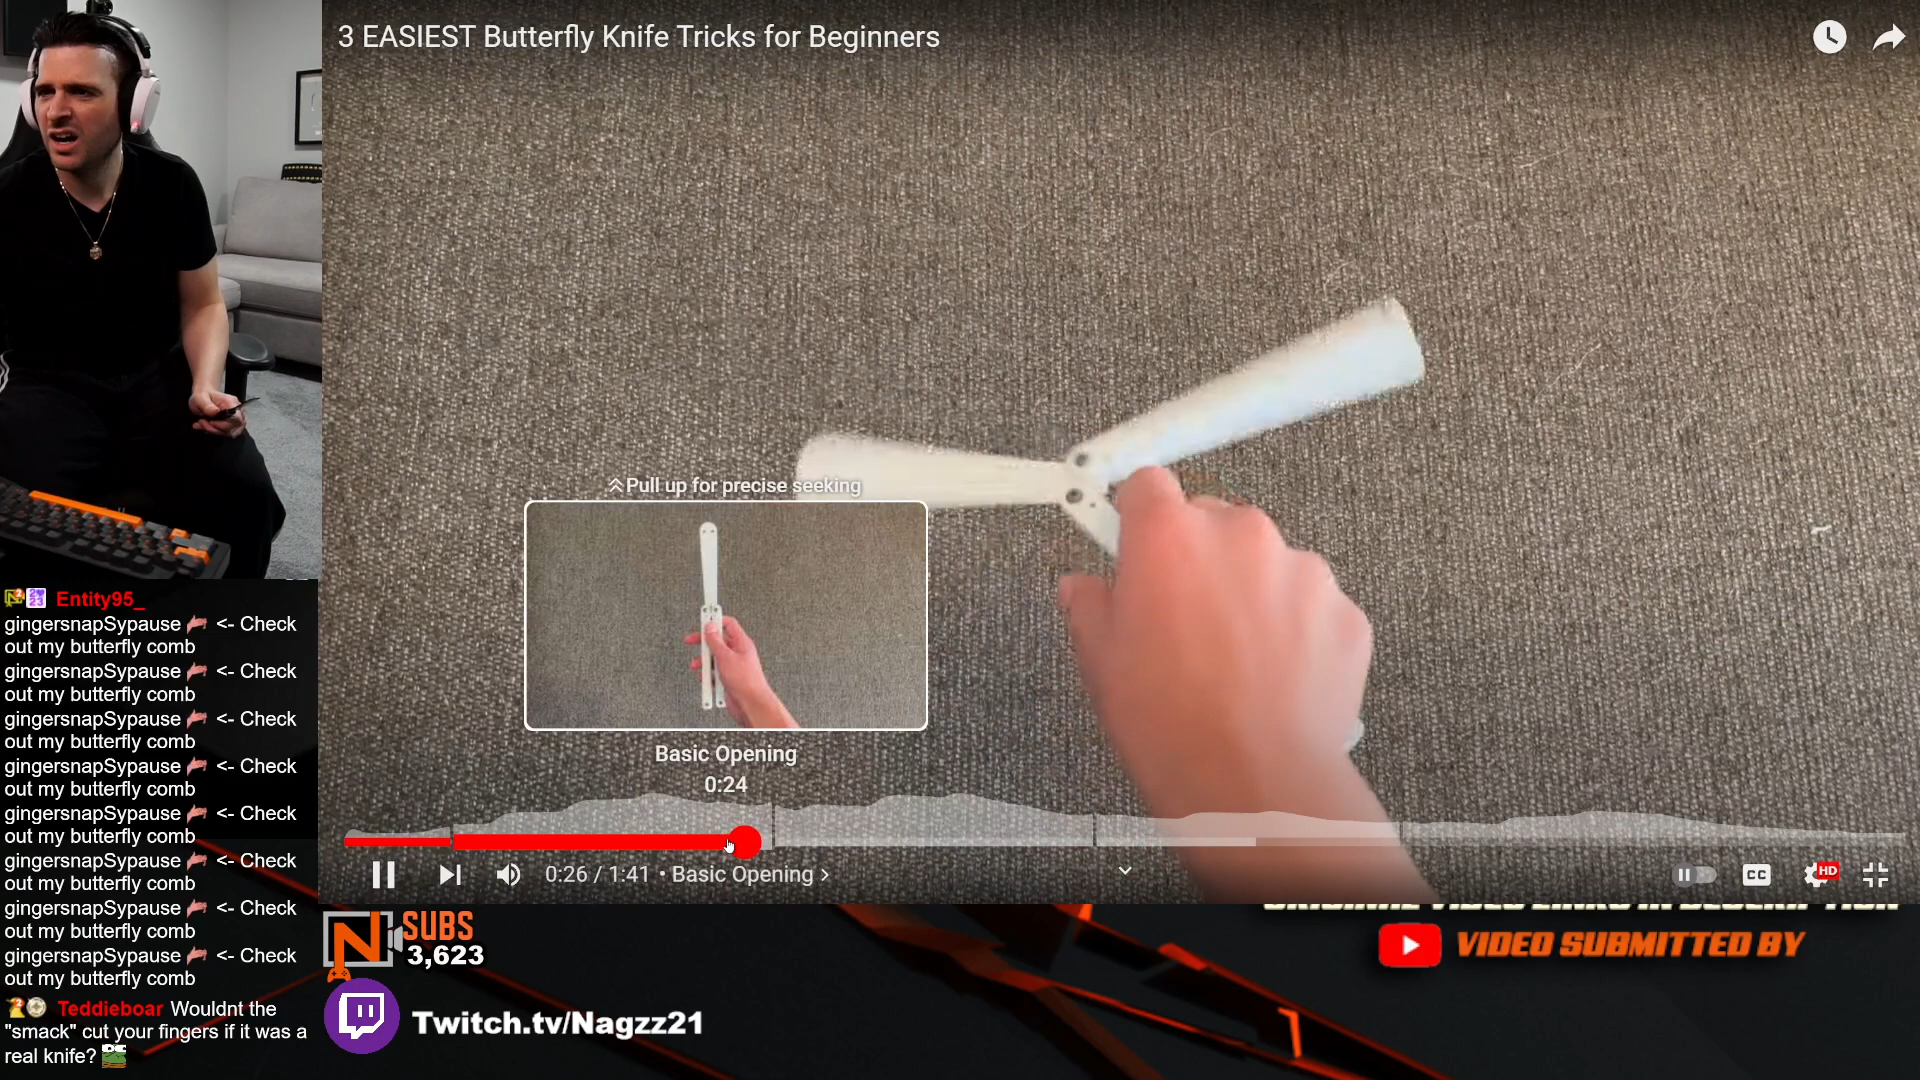 3 EASIEST Butterfly Knife Tricks for Beginners
Pull up for precise seeking
Basic Opening
0:24
0:26 / 1:41 • Basic Opening
CC
HD
Entity95_
gingersnapSypause <- Check
out my butterfly comb
gingersnapSypause <- Check
out my butterfly comb
gingersnapSypause <- Check
out my butterfly comb
gingersnapSypause <- Check
out my butterfly comb
gingersnapSypause <- Check
out my butterfly comb
gingersnapSypause <- Check
out my butterfly comb
gingersnapSypause <- Check
out my butterfly comb
gingersnapSypause <- Check
out my butterfly comb
Teddieboar Wouldnt the
"smack" cut your fingers if it was a
real knife?
N SUBS
3,623
Twitch.tv/Nagzz21
VIDEO SUBMITTED BY